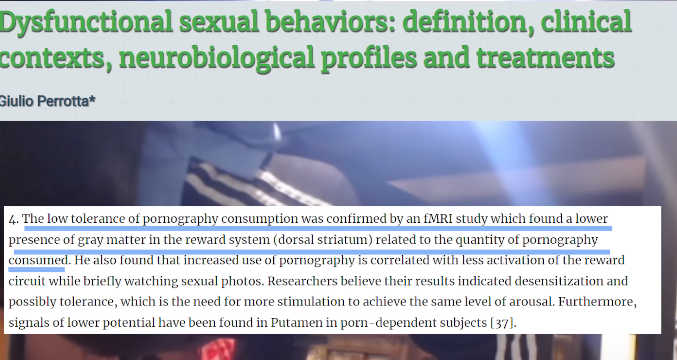 Dysfunctional sexual behaviors: definition, clinical
contexts, neurobiological profiles and treatments
Giulio Perrotta*
4. The low tolerance of pornography consumption was confirmed by an fMRI study which found a lower
presence of gray matter in the reward system (dorsal striatum) related to the quantity of pornography
consumed. He also found that increased use of pornography is correlated with less activation of the reward
circuit while briefly watching sexual photos. Researchers believe their results indicated desensitization and
possibly tolerance, which is the need for more stimulation to achieve the same level of arousal. Furthermore,
signals of lower potential have been found in Putamen in porn-dependent subjects [37].